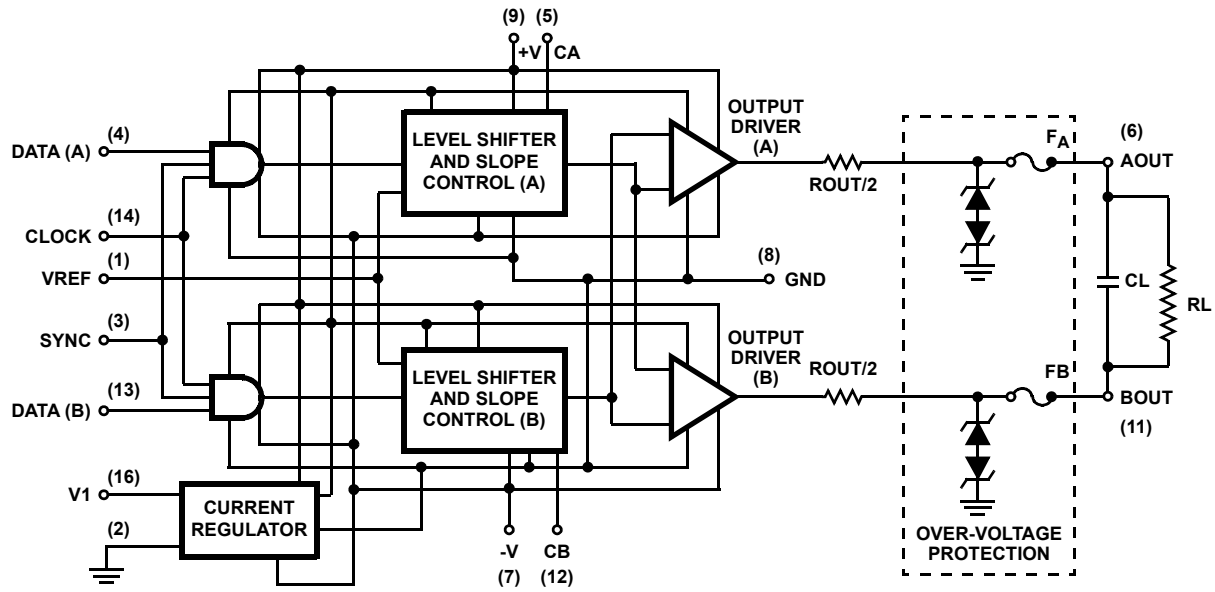 (9)
(5)
+V
CA
OUTPUT
DRIVER
(A)
LEVEL SHIFTER
AND SLOPE
CONTROL (A)
(4)
DATA (A)
(14)
CLOCK
(1)
VREF
(3)
SYNC
(13)
DATA (B)
(16)
V1
(2)
CURRENT
REGULATOR
LEVEL SHIFTER
AND SLOPE
CONTROL (B)
-V
(7)
CB
(12)
(8)
GND
OUTPUT
DRIVER
(B)
ROUT/2
ROUT/2
FA
FB
OVER-VOLTAGE
PROTECTION
(6)
AOUT
CL
RL
BOUT
(11)